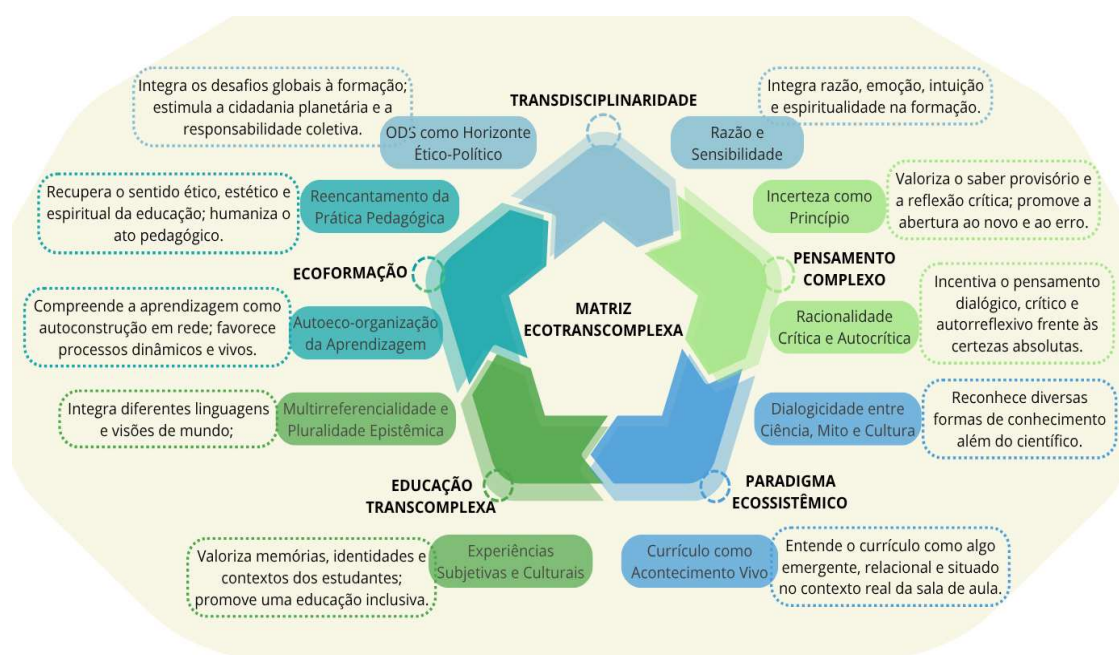 TRANSDISCIPLINARIDADE
Integra os desafios globais à formação;
estimula a cidadania planetária e a
responsabilidade coletiva.
ODS como Horizonte
Ético-Político
Razão e
Sensibilidade
Integra razão, emoção, intuição
e espiritualidade na formação.
Recupera o sentido ético, estético e
espiritual da educação; humaniza o
ato pedagógico.
Reencantamento da
Prática Pedagógica
Incerteza como
Princípio
Valoriza o saber provisório e
a reflexão crítica; promove a
abertura ao novo e ao erro.
ECOFORMAÇÃO
PENSAMENTO
COMPLEXO
MATRIZ
ECOTRANSCOMPLEXA
Compreende a aprendizagem como
autoconstrução em rede; favorece
processos dinâmicos e vivos.
Autoeco-organização
da Aprendizagem
Racionalidade
Crítica e Autocrítica
Incentiva o pensamento
dialógico, crítico e
autorreflexivo frente às
certezas absolutas.
Integra diferentes linguagens
e visões de mundo;
Multirreferencialidade e
Pluralidade Epistêmica
Dialogicidade entre
Ciência, Mito e Cultura
Reconhece diversas
formas de conhecimento
além do científico.
EDUCAÇÃO
TRANSCOMPLEXA
PARADIGMA
ECOSSISTÊMICO
Valoriza memórias, identidades e
contextos dos estudantes;
promove uma educação inclusiva.
Experiências
Subjetivas e Culturais
Currículo como
Acontecimento Vivo
Entende o currículo como algo
emergente, relacional e situado
no contexto real da sala de aula.